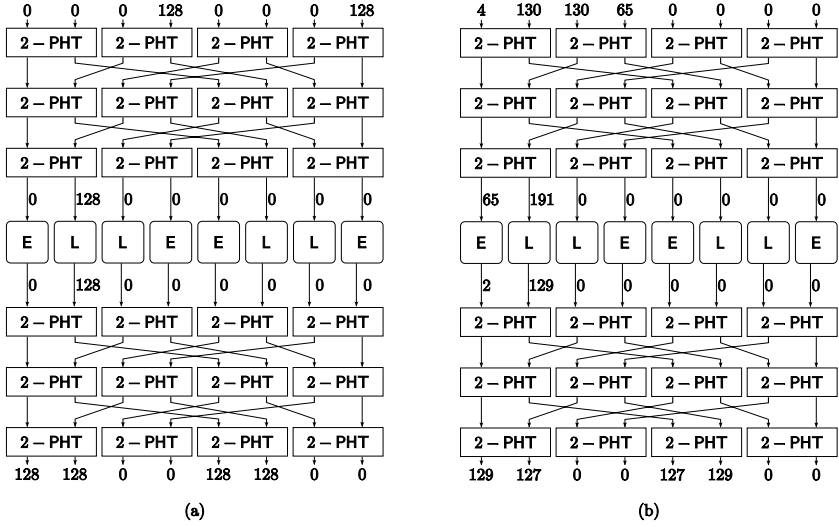 0 0 0 128 0 0 0 128
2 – PHT 2 – PHT 2 – PHT 2 – PHT
2 – PHT 2 – PHT 2 – PHT 2 – PHT
2 – PHT 2 – PHT 2 – PHT 2 – PHT
0 128 0 0 0 0 0 0
E L L E E L L E
0 128 0 0 0 0 0 0
2 – PHT 2 – PHT 2 – PHT 2 – PHT
2 – PHT 2 – PHT 2 – PHT 2 – PHT
2 – PHT 2 – PHT 2 – PHT 2 – PHT
128 128 0 0 128 128 0 0
(a)
4 130 130 65 0 0 0 0
2 – PHT 2 – PHT 2 – PHT 2 – PHT
2 – PHT 2 – PHT 2 – PHT 2 – PHT
2 – PHT 2 – PHT 2 – PHT 2 – PHT
65 191 0 0 0 0 0 0
E L L E E L L E
2 129 0 0 0 0 0 0
2 – PHT 2 – PHT 2 – PHT 2 – PHT
2 – PHT 2 – PHT 2 – PHT 2 – PHT
2 – PHT 2 – PHT 2 – PHT 2 – PHT
129 127 0 0 127 129 0 0
(b)